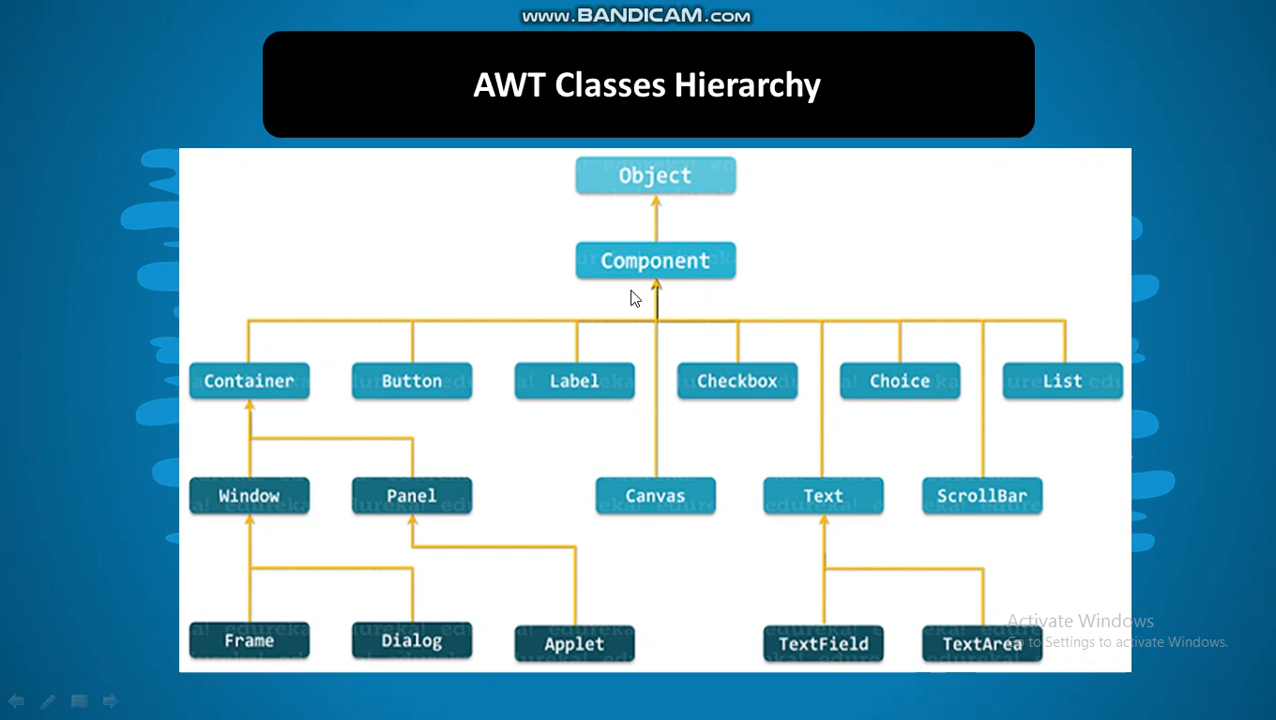 www.BANDICAM.com
AWT Classes Hierarchy
Object
Component
Container Button Label Checkbox Choice List
Window Panel Canvas Text ScrollBar
Frame Dialog Applet TextField TextArea
Activate Windows
Go to Settings to activate Windows.